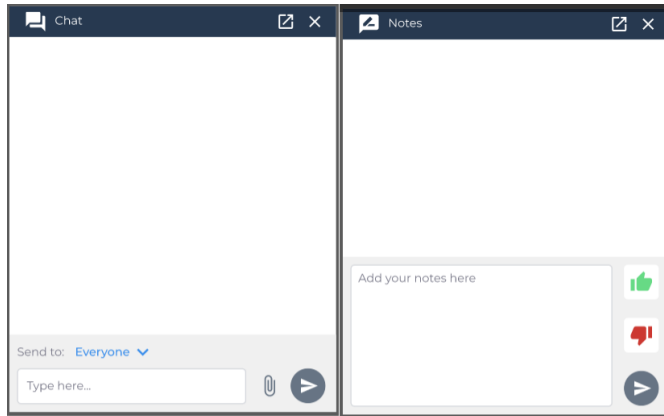 Chat
Send to: Everyone
Type here...
Notes
Add your notes here